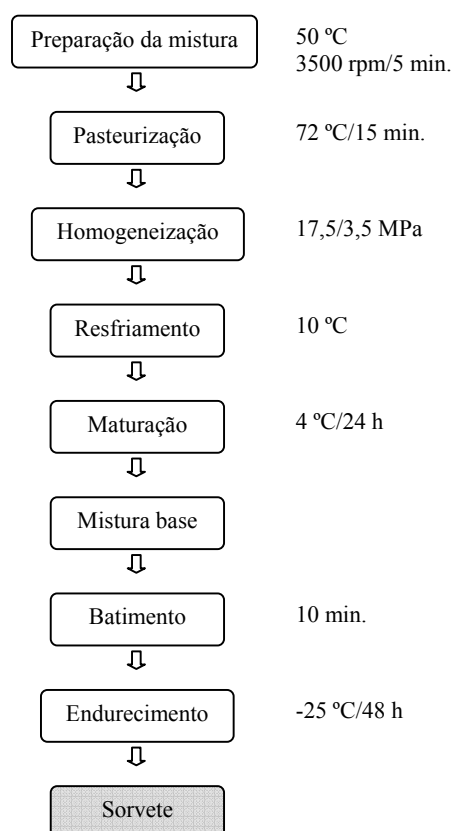 Preparação da mistura
50 ºC
3500 rpm/5 min.
Pasteurização
72 ºC/15 min.
Homogeneização
17,5/3,5 MPa
Resfriamento
10 ºC
Maturação
4 ºC/24 h
Mistura base
Batimento
10 min.
Endurecimento
-25 ºC/48 h
Sorvete